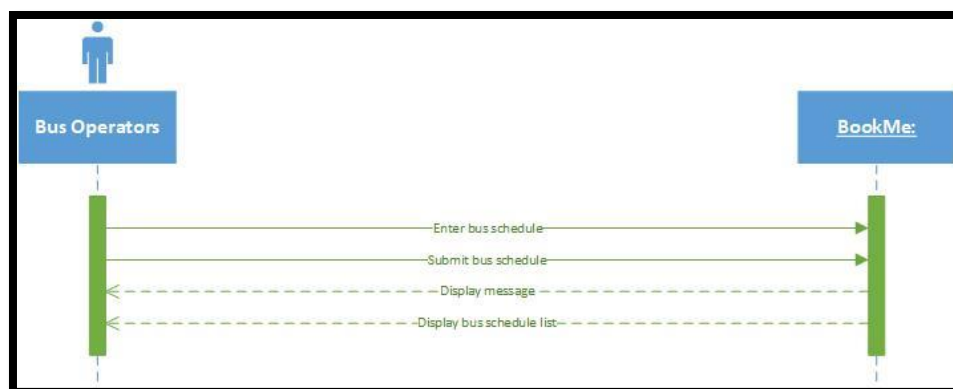 Bus Operators
BookMe:
Enter bus schedule
Submit bus schedule
Display message
Display bus schedule list